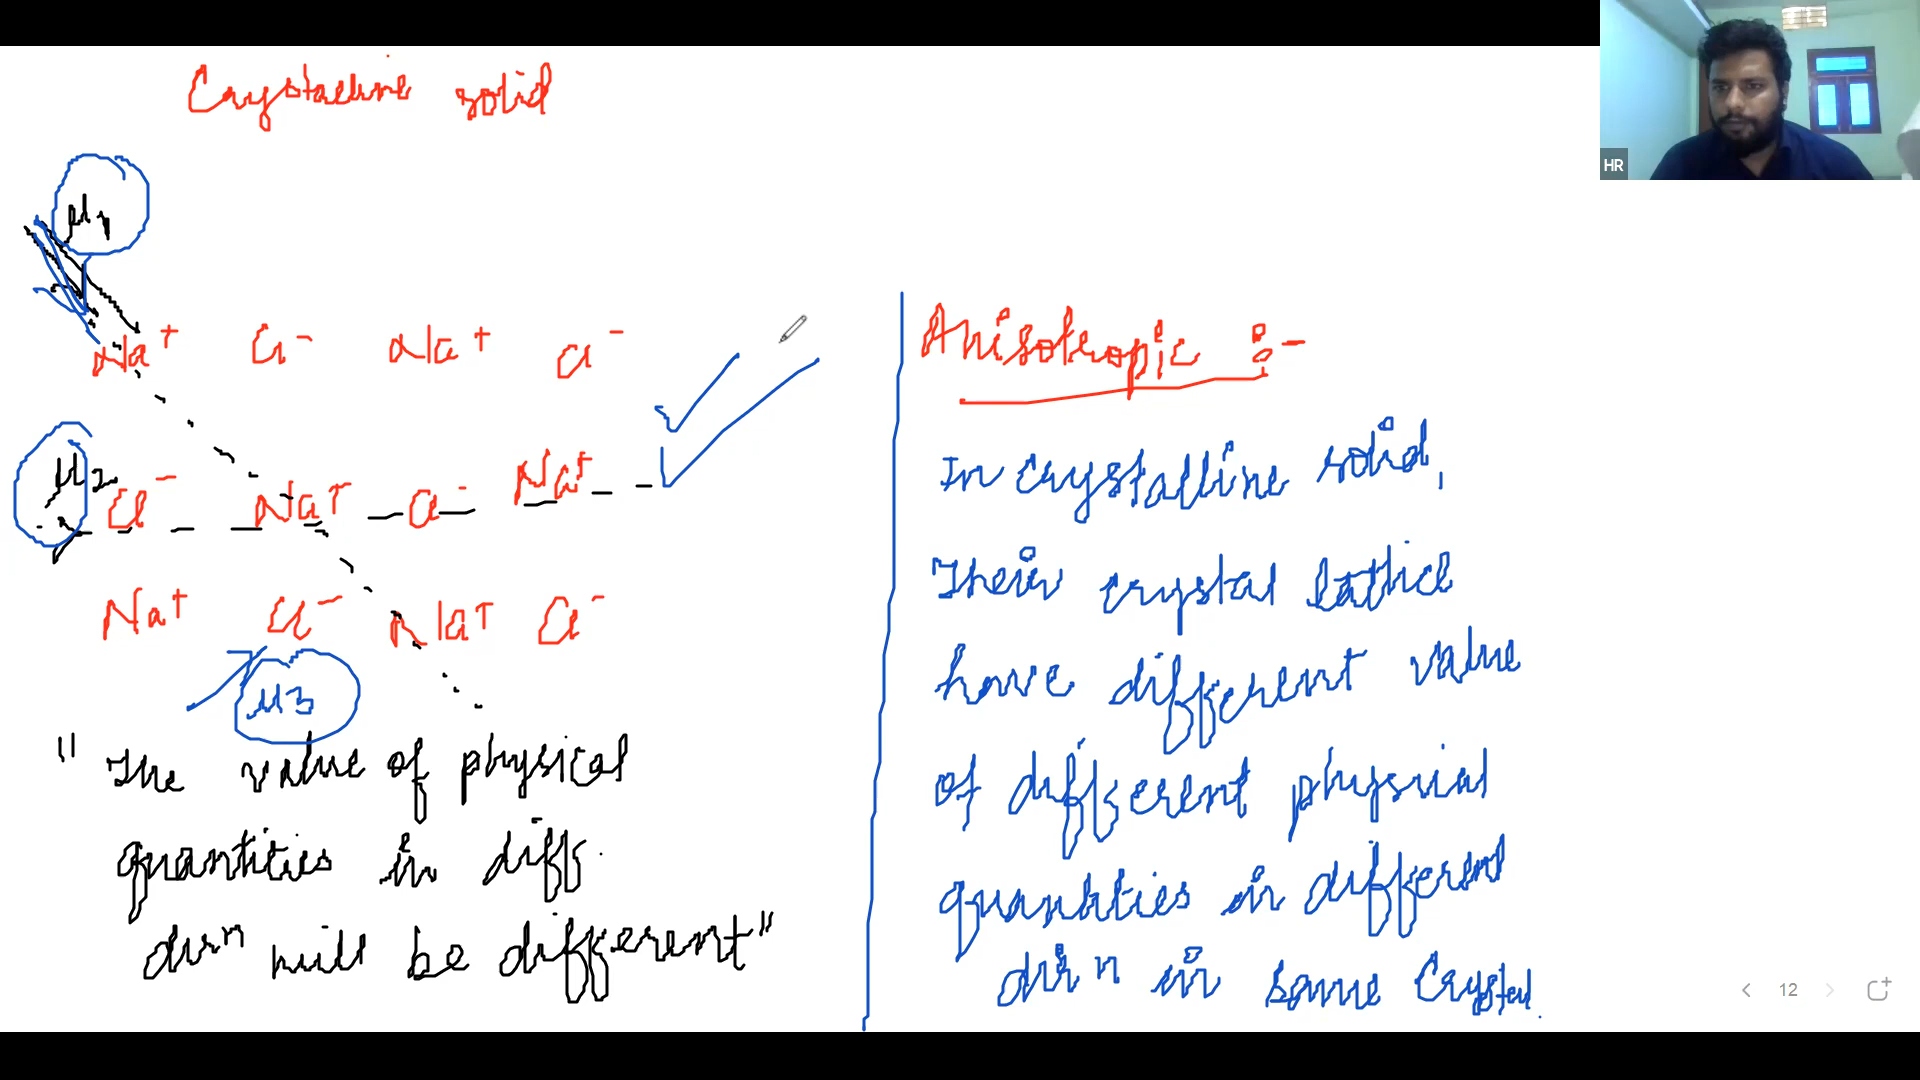 Crystalline solid
HR
μ1
Na+ Cl- Na+ Cl-
μ2
Cl- Na+ Cl- Na+
Na+ Cl- Na+ Cl-
μ3
"The value of physical
quantities in diff.
dirn will be different"
Anisotropic :-
In crystalline solid,
Their crystal lattice
have different value
of different physical
quantities in different
dirn in same crystal.
12